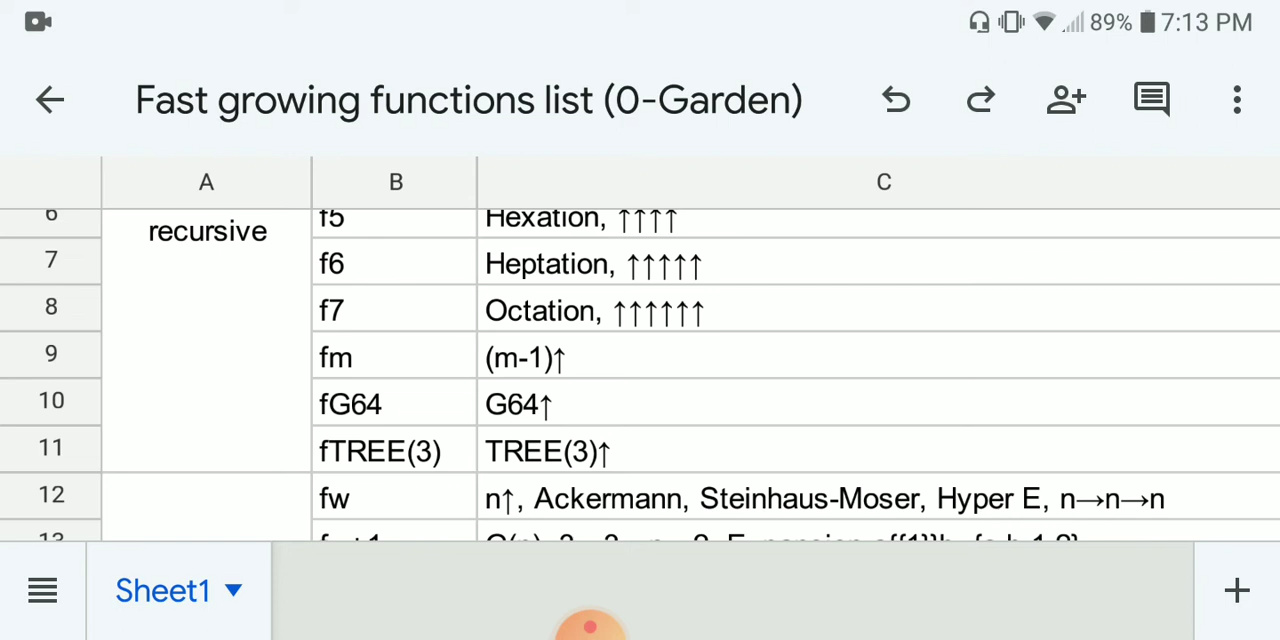 89% 7:13 PM
Fast growing functions list (0-Garden)
A B C
6 recursive f5 Hexation, ↑↑↑↑
7 f6 Heptation, ↑↑↑↑↑
8 f7 Octation, ↑↑↑↑↑↑
9 fm (m-1)↑
10 fG64 G64↑
11 fTREE(3) TREE(3)↑
12 fw n↑, Ackermann, Steinhaus-Moser, Hyper E, n→n→n
13
Sheet1